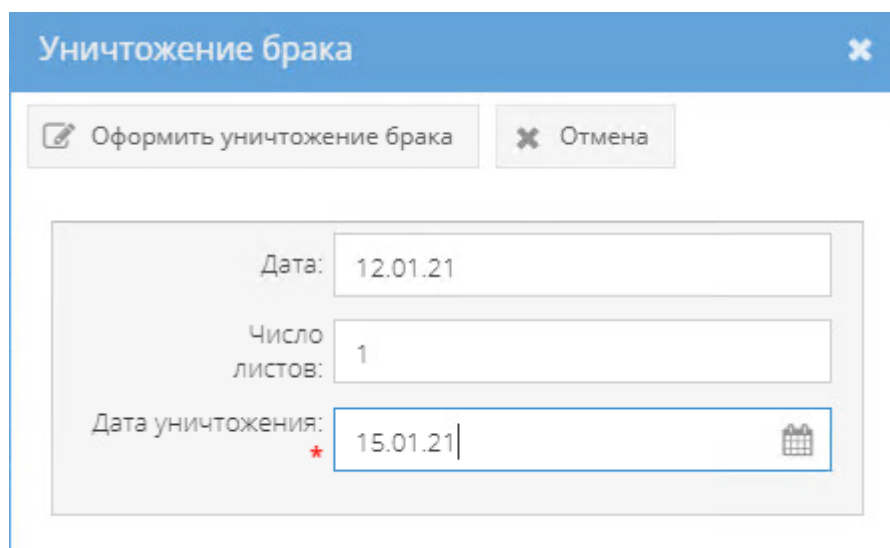 Уничтожение брака
Оформить уничтожение брака Отмена
Дата: 12.01.21
Число
листов: 1
Дата уничтожения: * 15.01.21